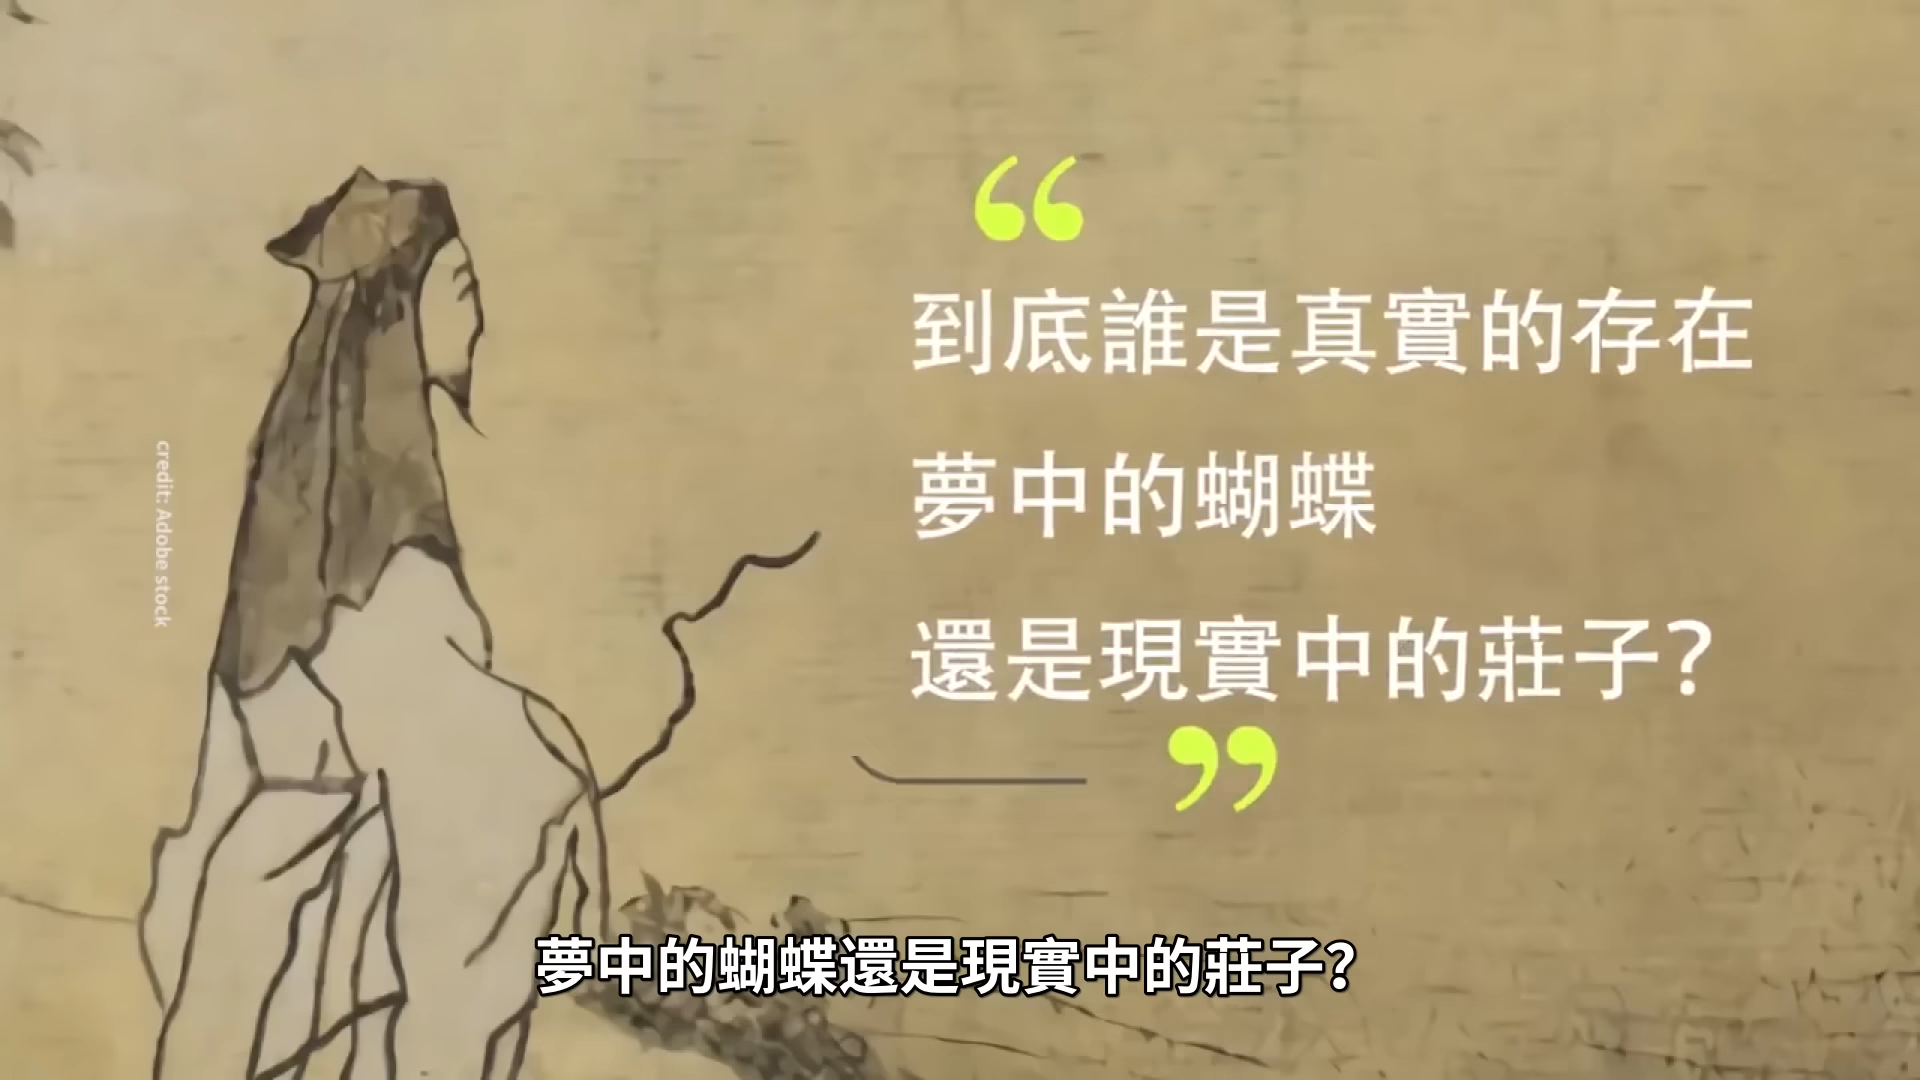 到底誰是真實的存在
夢中的蝴蝶
還是現實中的莊子?
credit: Adobe stock
夢中的蝴蝶還是現實中的莊子?